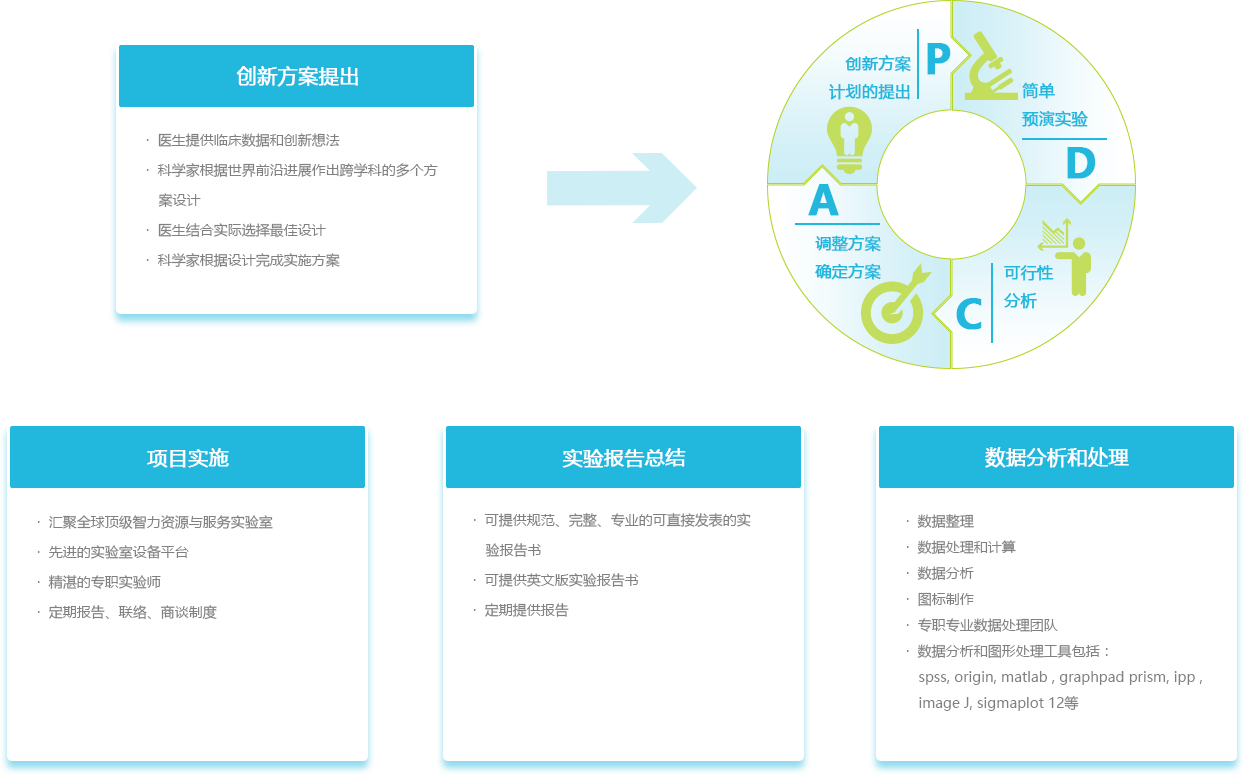 创新方案提出
· 医生提供临床数据和创新想法
· 科学家根据世界前沿进展作出跨学科的多个方
案设计
· 医生结合实际选择最佳设计
· 科学家根据设计完成实施方案
P
创新方案
计划的提出
简单
预演实验
D
A
调整方案
确定方案
C
可行性
分析
项目实施
· 汇聚全球顶级智力资源与服务实验室
· 先进的实验室设备平台
· 精湛的专职实验师
· 定期报告、联络、商谈制度
实验报告总结
· 可提供规范、完整、专业的可直接发表的实
验报告书
· 可提供英文版实验报告书
· 定期提供报告
数据分析和处理
· 数据整理
· 数据处理和计算
· 数据分析
· 图标制作
· 专职专业数据处理团队
· 数据分析和图形处理工具包括：
spss, origin, matlab , graphpad prism, ipp ,
image J, sigmaplot 12等